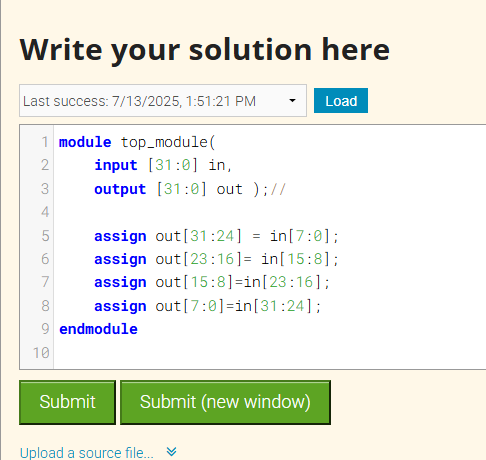 Write your solution here
Last success: 7/13/2025, 1:51:21 PM Load
1 module top_module(
2 input [31:0] in,
3 output [31:0] out );//
4
5 assign out[31:24] = in[7:0];
6 assign out[23:16]= in[15:8];
7 assign out[15:8]=in[23:16];
8 assign out[7:0]=in[31:24];
9 endmodule
10
Submit Submit (new window)
Upload a source file...